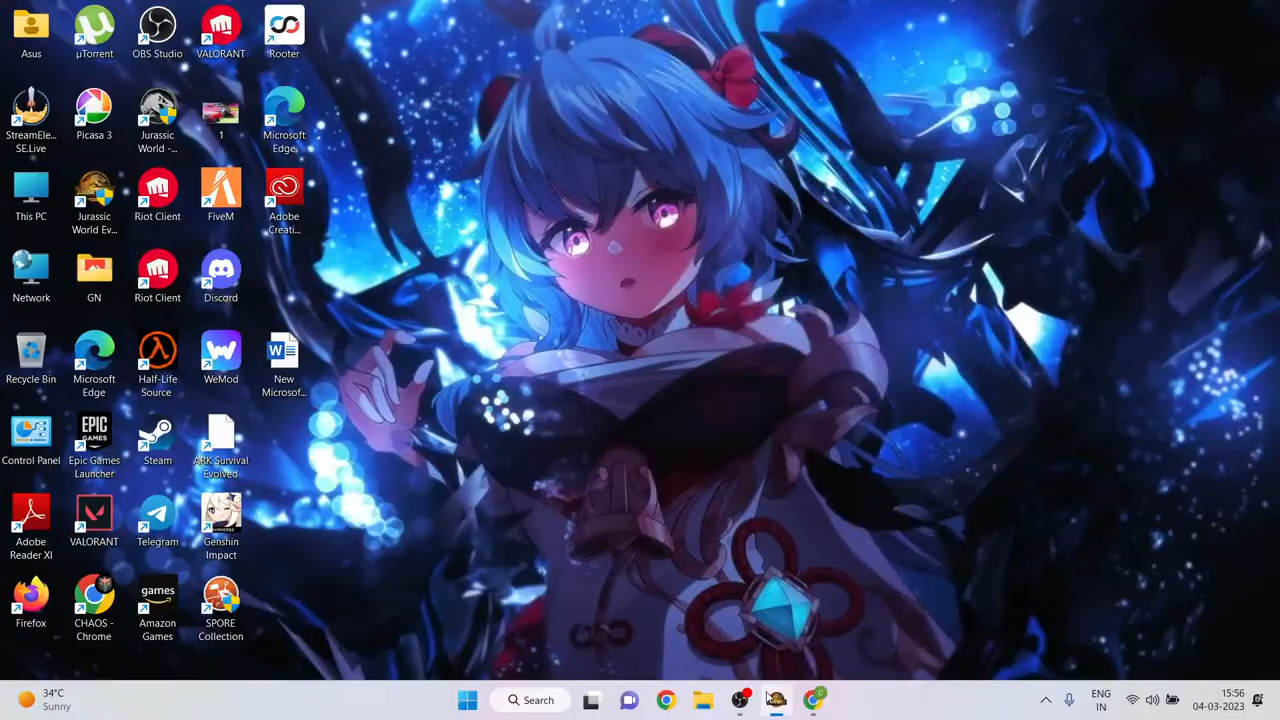 Asus
µTorrent
OBS Studio
VALORANT
Rooter
StreamEle...
SE.Live
Picasa 3
Jurassic
World -...
1
Microsoft
Edge
This PC
Jurassic
World Ev...
Riot Client
FiveM
Adobe
Creati...
Network
GN
Riot Client
Discord
Recycle Bin
Microsoft
Edge
Half-Life
Source
WeMod
New
Microsof...
Control Panel
EPIC
GAMES
Epic Games
Launcher
Steam
ARK Survival
Evolved
Adobe
Reader XI
VALORANT
Telegram
Genshin
Impact
Firefox
CHAOS -
Chrome
games
Amazon
Games
SPORE
Collection
34°C
Sunny
Search
ENG
IN
15:56
04-03-2023